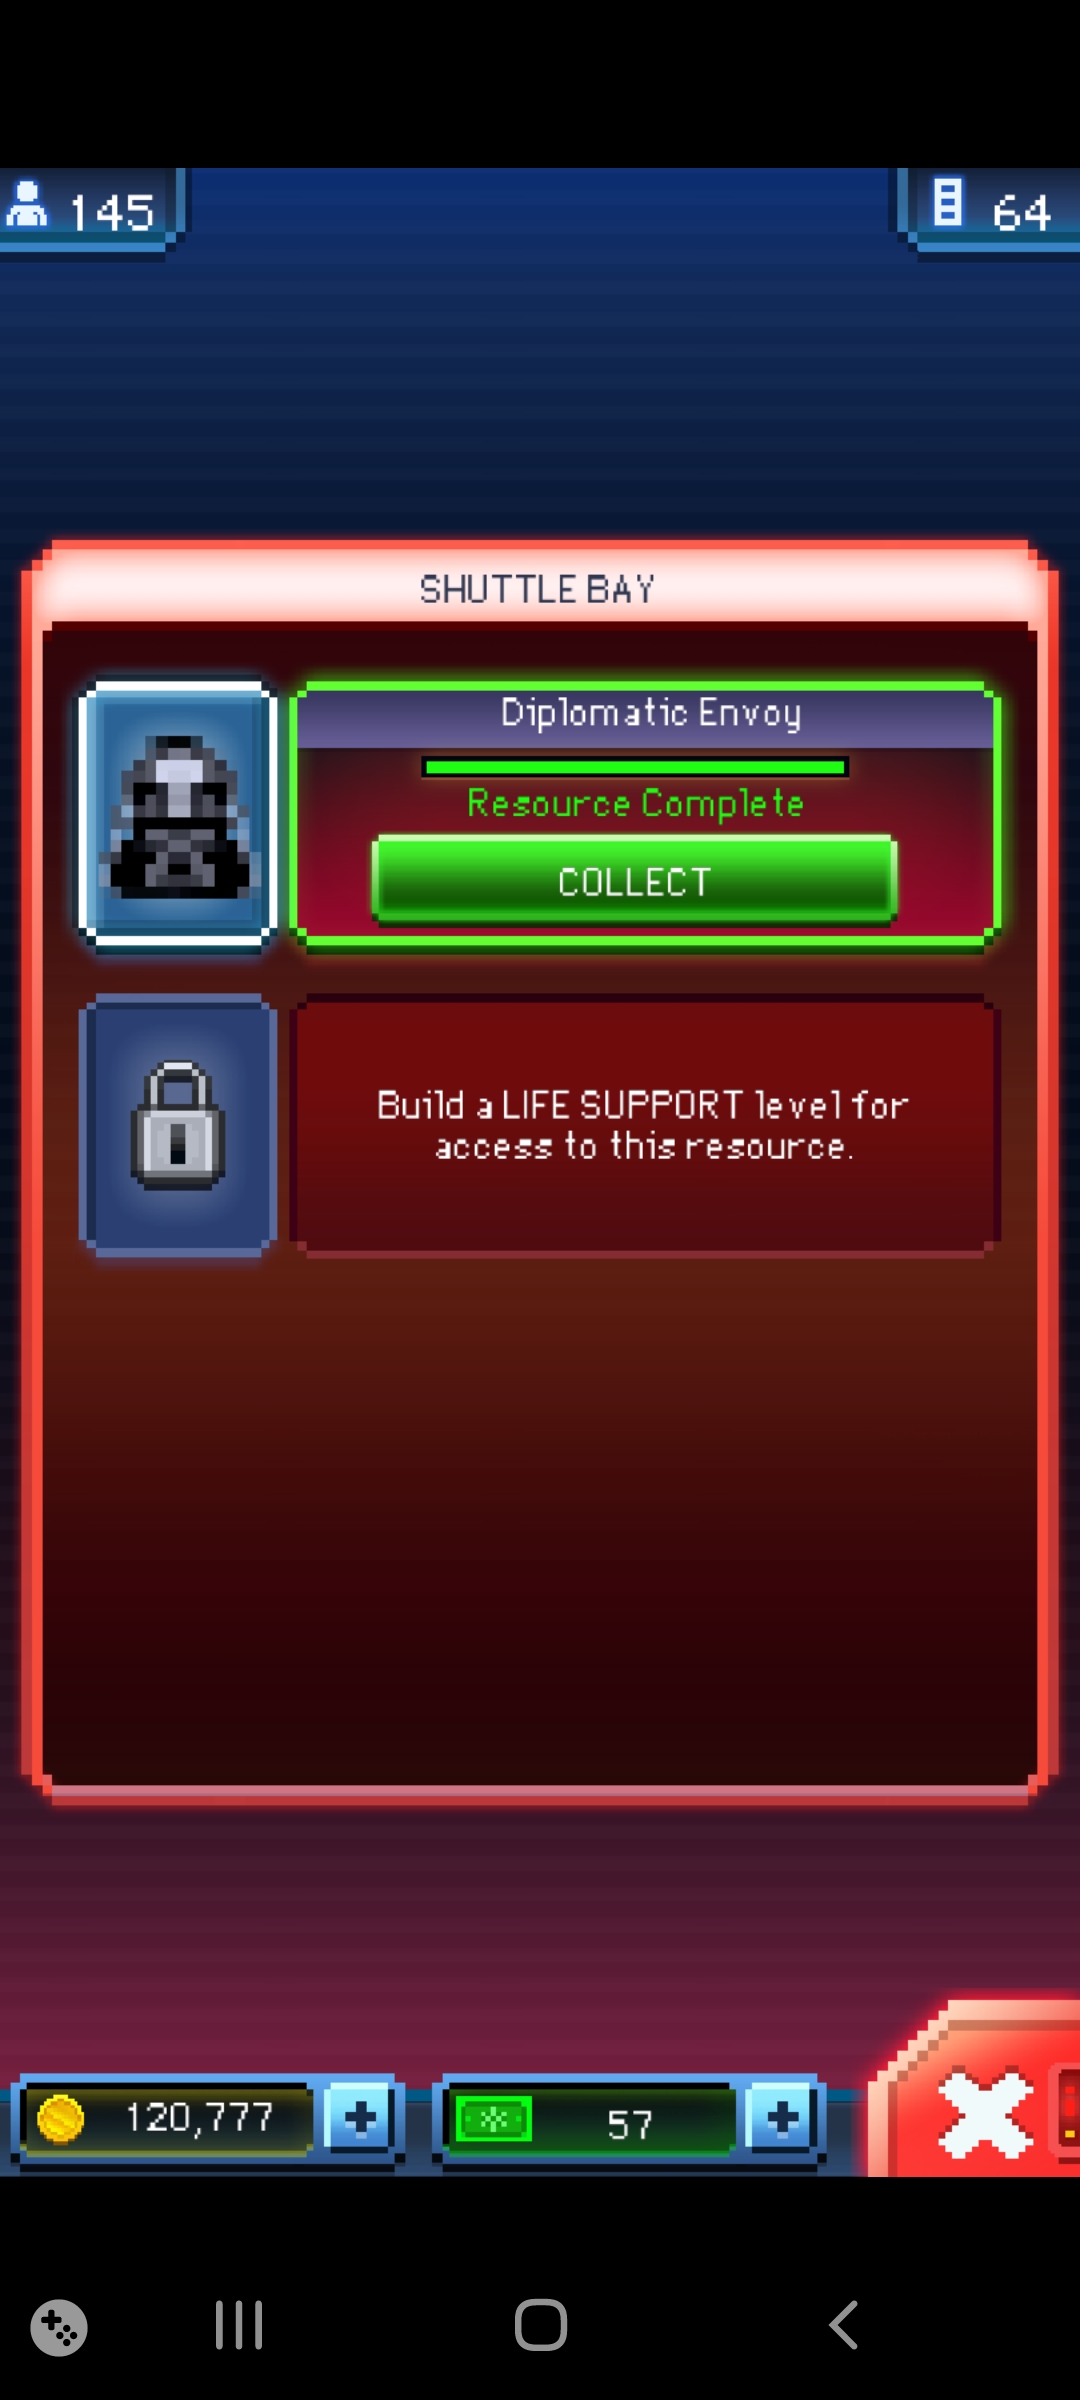 145
64
SHUTTLE BAY
Diplomatic Envoy
Resource Complete
COLLECT
Build a LIFE SUPPORT level for
access to this resource.
120,777
57